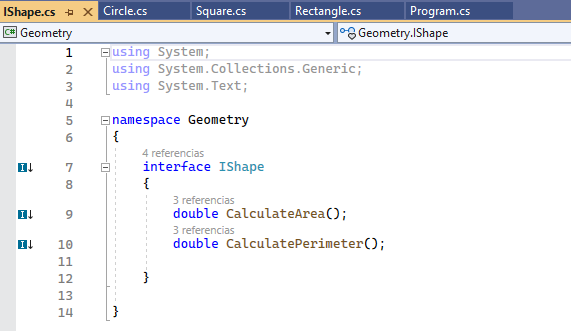 IShape.cs Circle.cs Square.cs Rectangle.cs Program.cs
C# Geometry Geometry.IShape
1 using System;
2 using System.Collections.Generic;
3 using System.Text;
4
5 namespace Geometry
6 {
4 referencias
7 interface IShape
8 {
3 referencias
9 double CalculateArea();
3 referencias
10 double CalculatePerimeter();
11
12 }
13
14 }